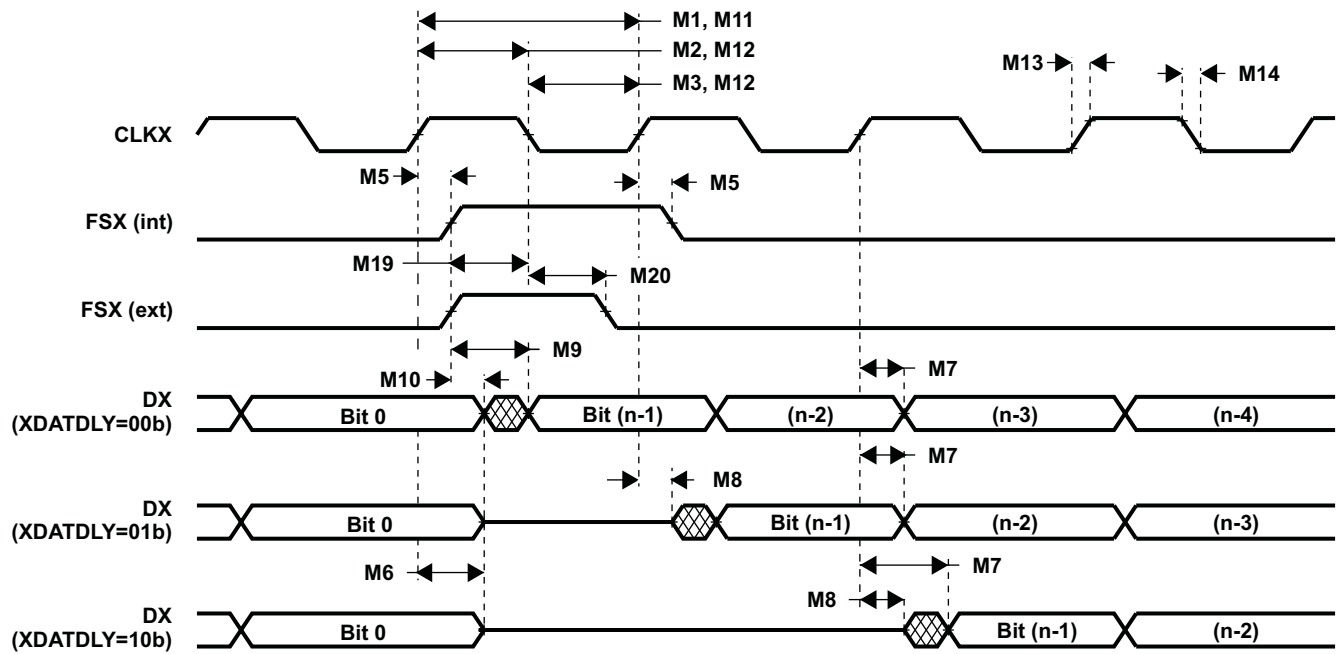 M1, M11
M2, M12
M3, M12
M13
M14
CLKX
M5
M5
FSX (int)
M19
M20
FSX (ext)
M9
M10
M7
DX
(XDATDLY=00b)
Bit 0
Bit (n-1)
(n-2)
(n-3)
(n-4)
M7
M8
DX
(XDATDLY=01b)
Bit 0
Bit (n-1)
(n-2)
(n-3)
M6
M7
M8
DX
(XDATDLY=10b)
Bit 0
Bit (n-1)
(n-2)